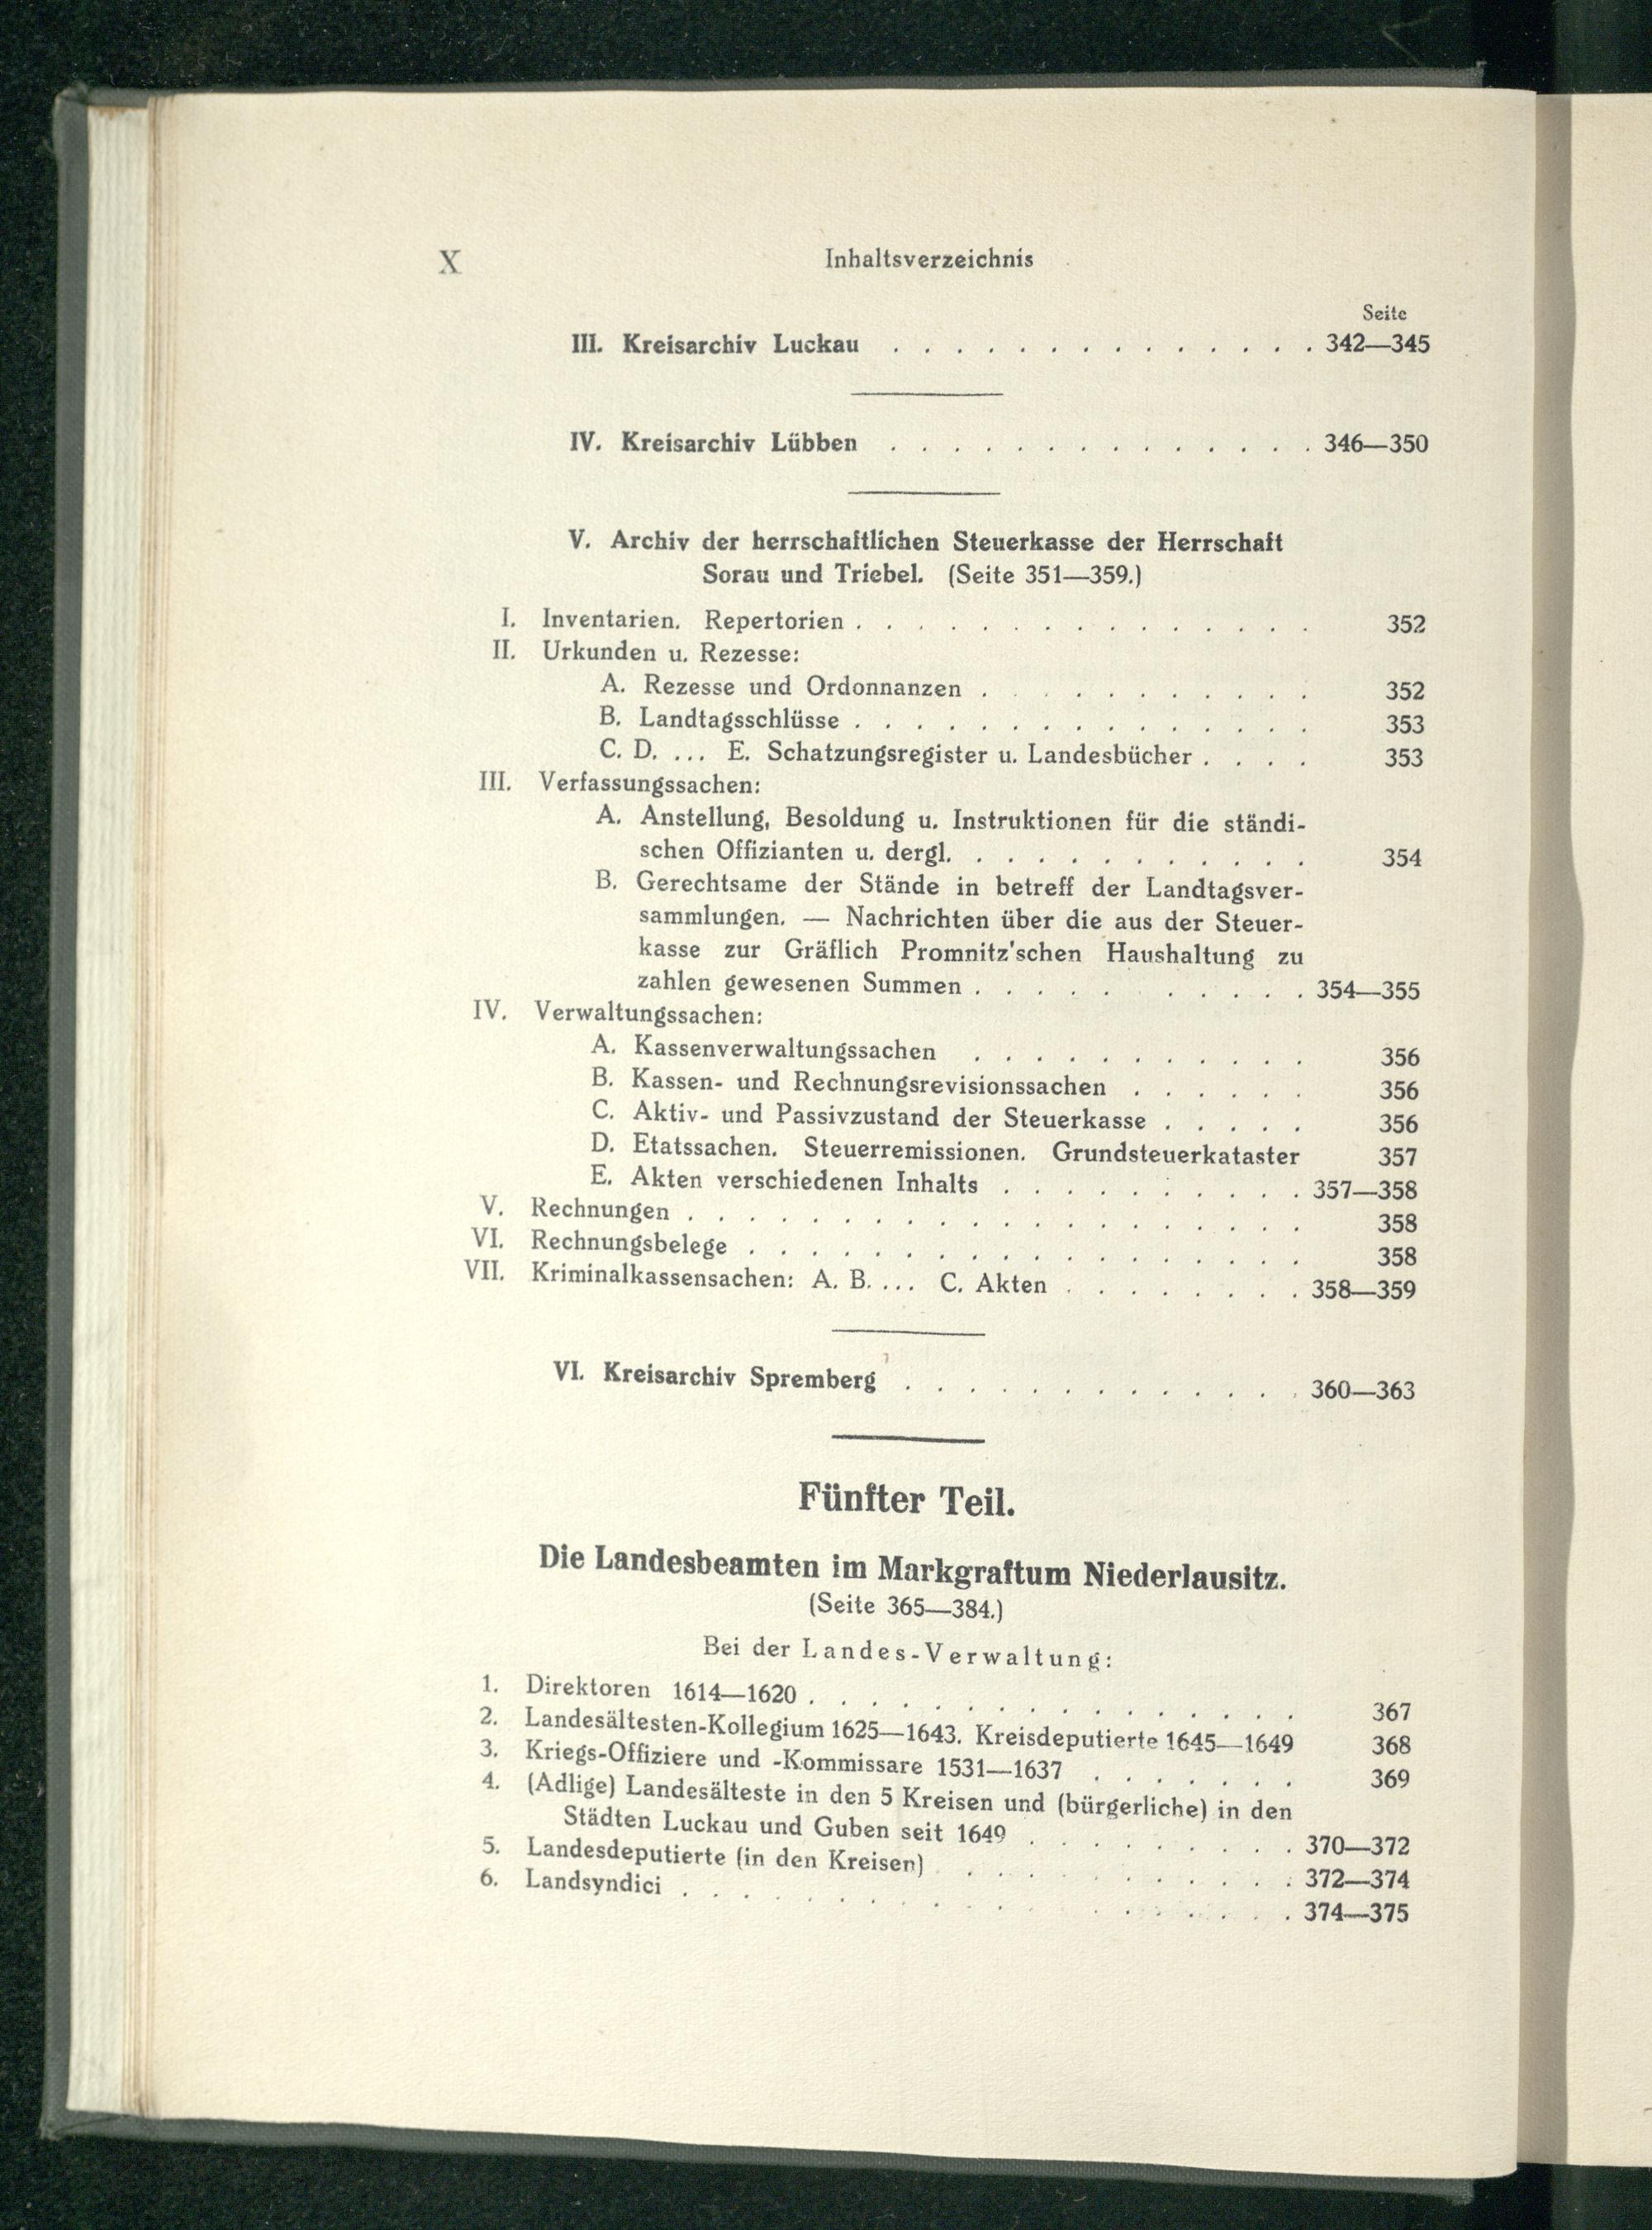 X Inhaltsverzeichnis
Seite
III. Kreisarchiv Luckau . . . . . . . . . . . . . . 342—345
IV. Kreisarchiv Lübben . . . . . . . . . . . . . . 346—350
V. Archiv der herrschaftlichen Steuerkasse der Herrschaft
Sorau und Triebel. (Seite 351—359.)
I. Inventarien. Repertorien . . . . . . . . . . . . . . . 352
II. Urkunden u. Rezesse:
A. Rezesse und Ordonnanzen . . . . . . . . . . . 352
B. Landtagsschlüsse . . . . . . . . . . . . . . . 353
C. D. ... E. Schatzungsregister u. Landesbücher . . . . 353
III. Verfassungssachen:
A. Anstellung, Besoldung u. Instruktionen für die ständi-
schen Offizianten u. dergl. . . . . . . . . . . . 354
B. Gerechtsame der Stände in betreff der Landtagsver-
sammlungen. — Nachrichten über die aus der Steuer-
kasse zur Gräflich Promnitz'schen Haushaltung zu
zahlen gewesenen Summen . . . . . . . . . . . 354—355
IV. Verwaltungssachen:
A. Kassenverwaltungssachen . . . . . . . . . . . 356
B. Kassen- und Rechnungsrevisionssachen . . . . . . 356
C. Aktiv- und Passivzustand der Steuerkasse . . . . . 356
D. Etatssachen. Steuerremissionen. Grundsteuerkataster 357
E. Akten verschiedenen Inhalts . . . . . . . . . . 357—358
V. Rechnungen . . . . . . . . . . . . . . . . . . . . 358
VI. Rechnungsbelege . . . . . . . . . . . . . . . . . . 358
VII. Kriminalkassensachen: A. B. ... C. Akten . . . . . . . . 358—359
VI. Kreisarchiv Spremberg . . . . . . . . . . . . . 360—363
Fünfter Teil.
Die Landesbeamten im Markgraftum Niederlausitz.
(Seite 365—384.)
Bei der Landes-Verwaltung:
1. Direktoren 1614—1620 . . . . . . . . . . . . . . . . 367
2. Landesältesten-Kollegium 1625—1643. Kreisdeputierte 1645—1649 368
3. Kriegs-Offiziere und -Kommissare 1531—1637 . . . . . . . 369
4. (Adlige) Landesälteste in den 5 Kreisen und (bürgerliche) in den
Städten Luckau und Guben seit 1649 . . . . . . . . . 370—372
5. Landesdeputierte (in den Kreisen) . . . . . . . . . . . 372—374
6. Landsyndici . . . . . . . . . . . . . . . . . . . . 374—375